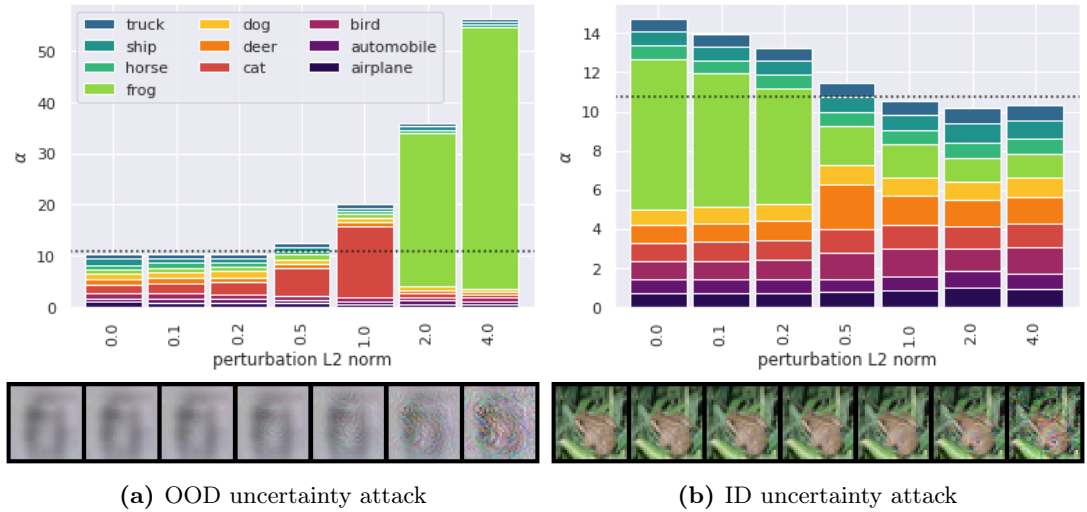 truck
dog
bird
ship
deer
automobile
horse
cat
airplane
frog
α
50
40
30
20
10
0
0.0
0.1
0.2
0.5
1.0
2.0
4.0
perturbation L2 norm
α
14
12
10
8
6
4
2
0
0.0
0.1
0.2
0.5
1.0
2.0
4.0
perturbation L2 norm
(a) OOD uncertainty attack
(b) ID uncertainty attack